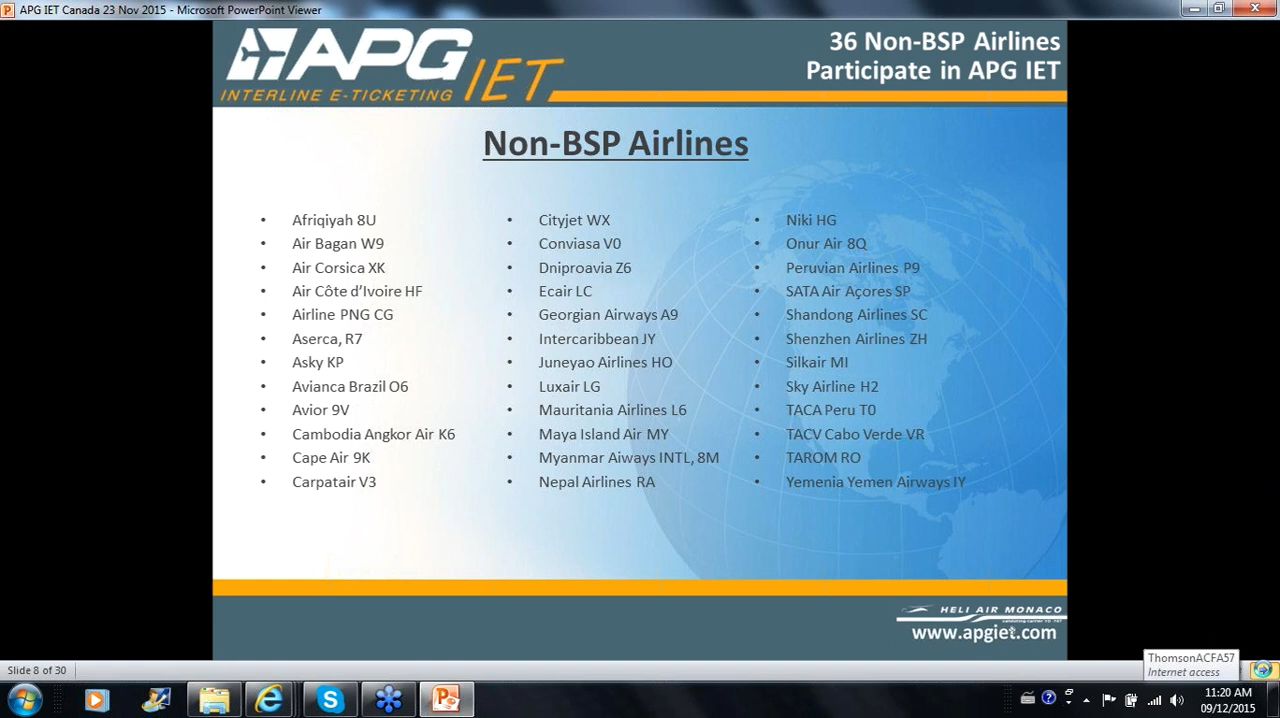 APG IET Canada 23 Nov 2015 - Microsoft PowerPoint Viewer
APG IET
INTERLINE E-TICKETING
36 Non-BSP Airlines
Participate in APG IET
Non-BSP Airlines
• Afriqiyah 8U
• Air Bagan W9
• Air Corsica XK
• Air Côte d’Ivoire HF
• Airline PNG CG
• Aserca, R7
• Asky KP
• Avianca Brazil O6
• Avior 9V
• Cambodia Angkor Air K6
• Cape Air 9K
• Carpatair V3
• Cityjet WX
• Conviasa V0
• Dniproavia Z6
• Ecair LC
• Georgian Airways A9
• Intercaribbean JY
• Juneyao Airlines HO
• Luxair LG
• Mauritania Airlines L6
• Maya Island Air MY
• Myanmar Aiways INTL, 8M
• Nepal Airlines RA
• Niki HG
• Onur Air 8Q
• Peruvian Airlines P9
• SATA Air Açores SP
• Shandong Airlines SC
• Shenzhen Airlines ZH
• Silkair MI
• Sky Airline H2
• TACA Peru T0
• TACV Cabo Verde VR
• TAROM RO
• Yemenia Yemen Airways IY
HELI AIR MONACO
www.apgiet.com
Slide 8 of 30
ThomsonACFA57
Internet access
11:20 AM
09/12/2015